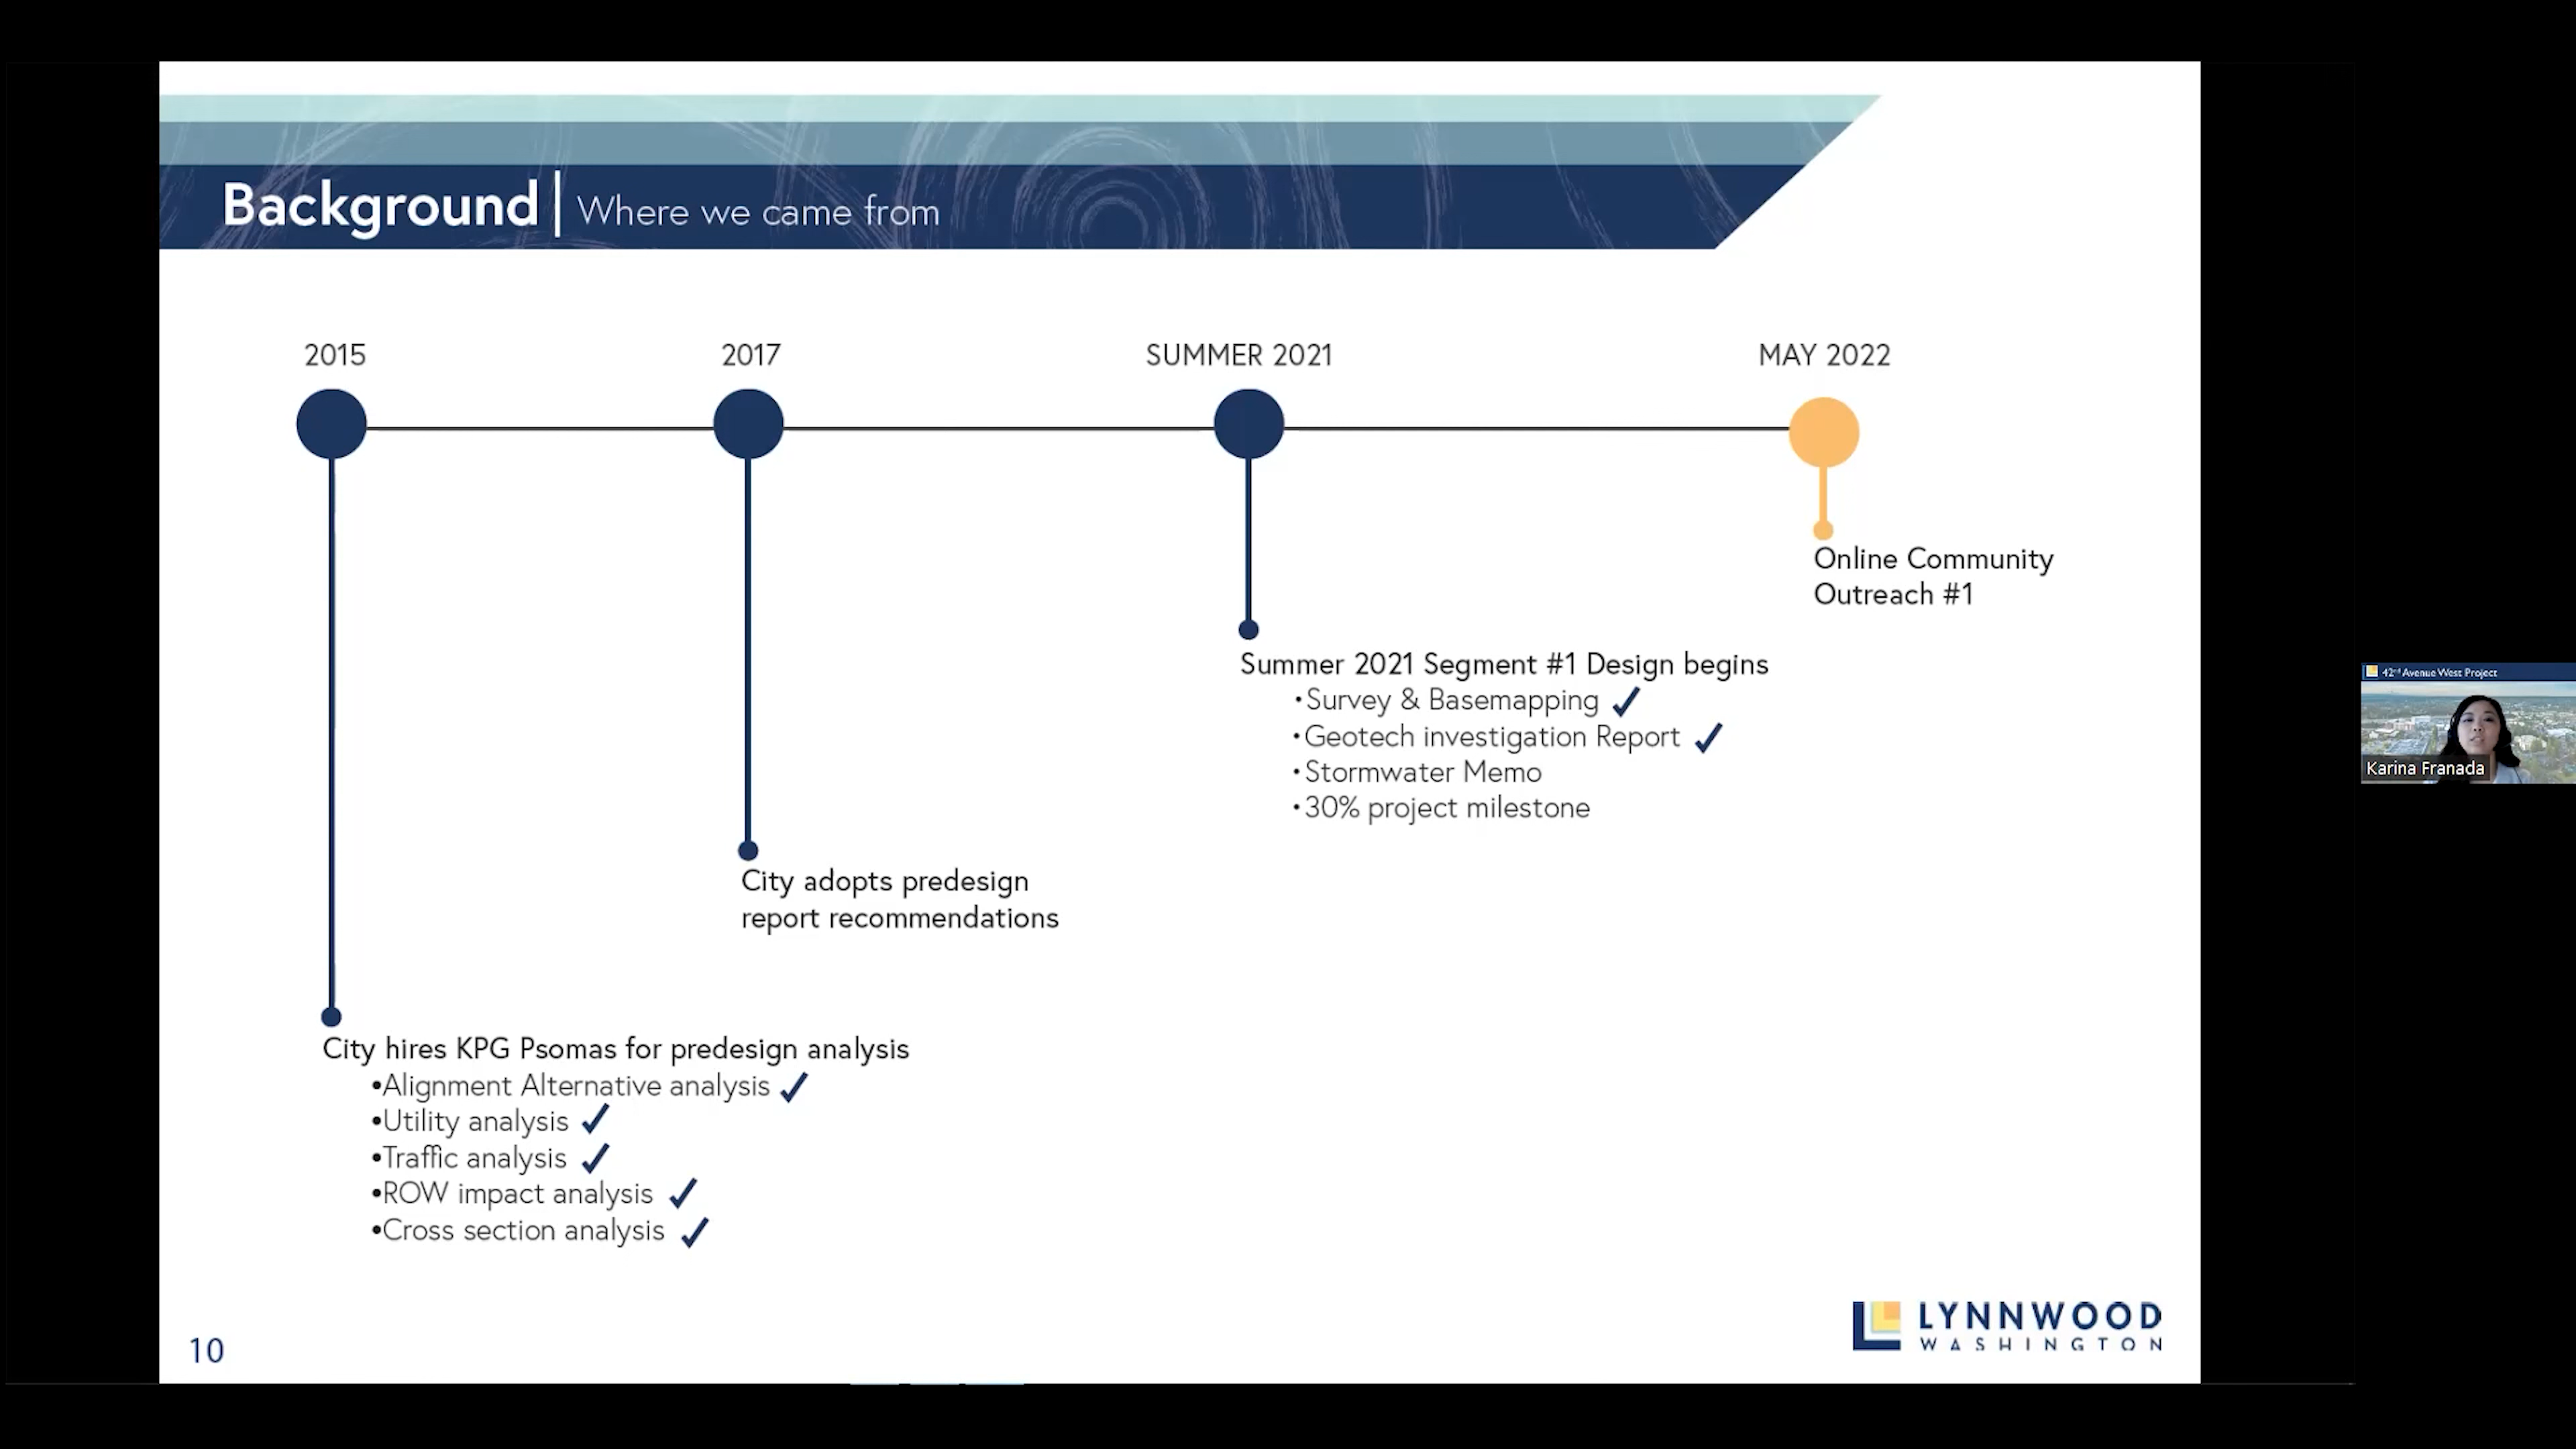 Background | Where we came from
2015
2017
SUMMER 2021
MAY 2022
Online Community
Outreach #1
Summer 2021 Segment #1 Design begins
•Survey & Basemapping ✓
•Geotech investigation Report ✓
•Stormwater Memo
•30% project milestone
City adopts predesign
report recommendations
City hires KPG Psomas for predesign analysis
•Alignment Alternative analysis ✓
•Utility analysis ✓
•Traffic analysis ✓
•ROW impact analysis ✓
•Cross section analysis ✓
10
LYNNWOOD
WASHINGTON
42nd Avenue West Project
Karina Franada